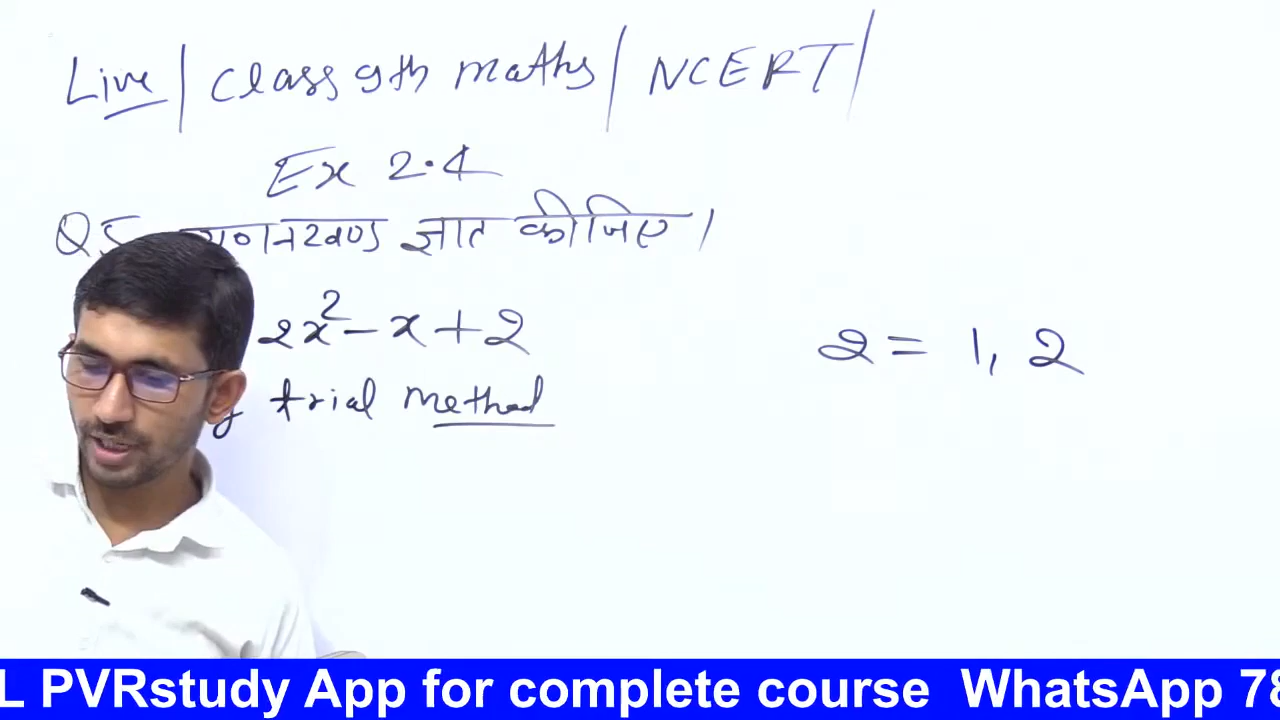 Live | Class 9th maths | NCERT |
Ex 2.4
Q5 गुणनखण्ड ज्ञात कीजिए।
2x² - x + 2
trial method
2 = 1, 2
L PVRstudy App for complete course WhatsApp 78